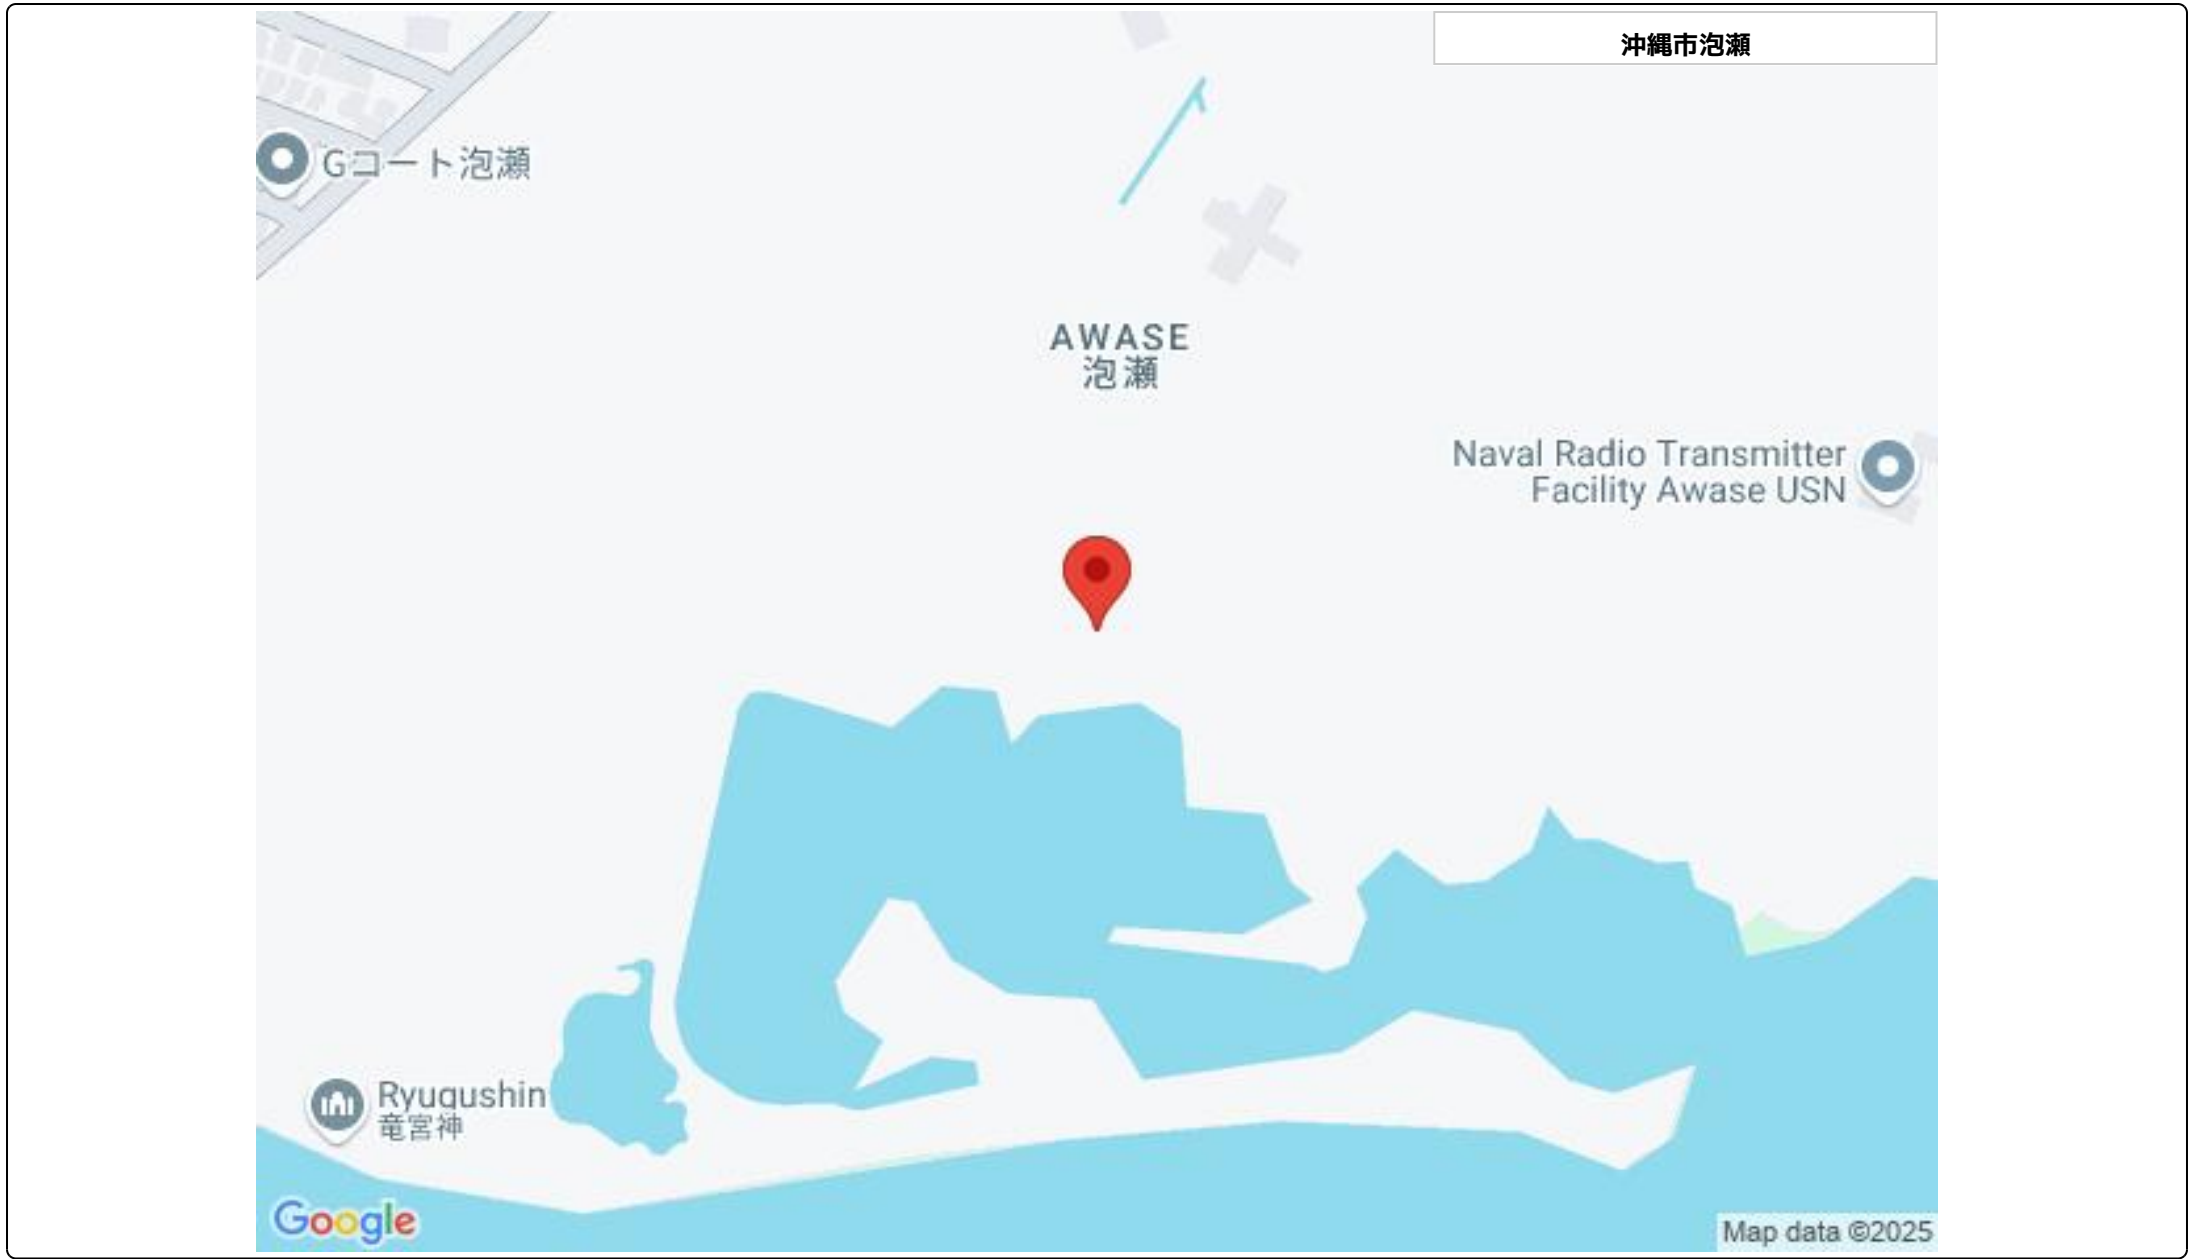 沖縄市泡瀬
Gコート泡瀬
AWASE
泡瀬
Naval Radio Transmitter
Facility Awase USN
Ryugushin
竜宮神
Google
Map data ©2025